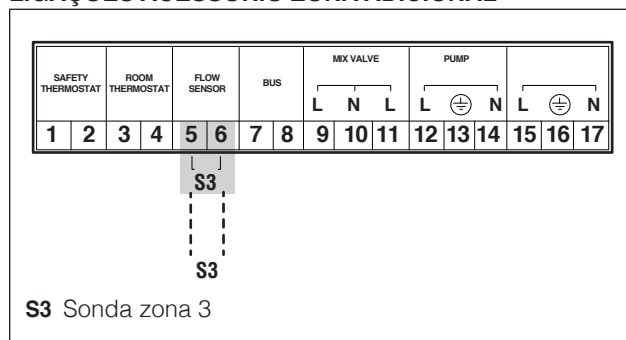 MIX VALVE PUMP
SAFETY THERMOSTAT ROOM THERMOSTAT FLOW SENSOR BUS
L N L L N L N
1 2 3 4 5 6 7 8 9 10 11 12 13 14 15 16 17
S3
S3
S3 Sonda zona 3